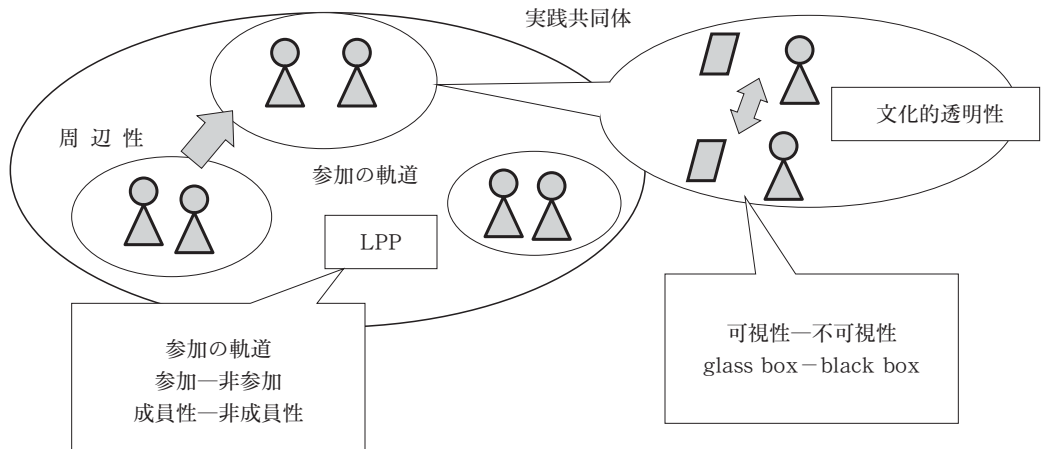 実践共同体
周辺性
文化的透明性
参加の軌道
LPP
参加の軌道
参加―非参加
成員性―非成員性
可視性―不可視性
glass box－black box